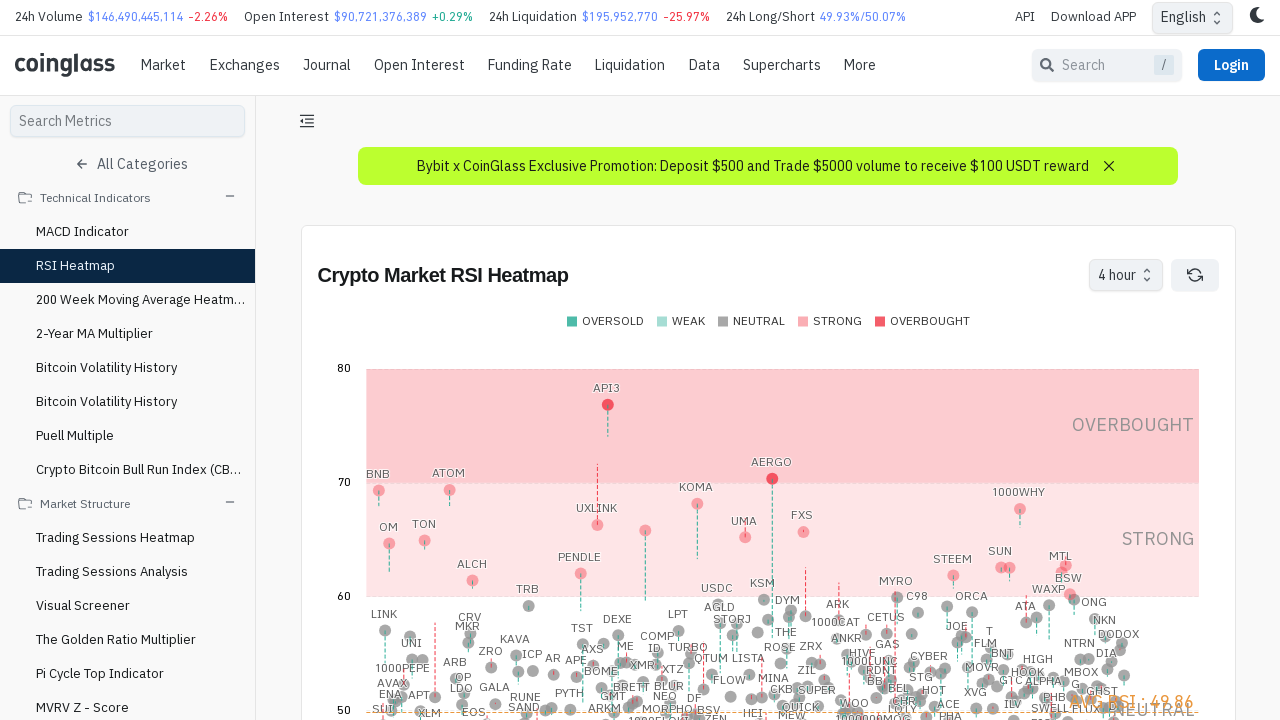 24h Volume $146,490,445,114 -2.26% Open Interest $90,721,376,389 +0.29% 24h Liquidation $195,952,770 -25.97% 24h Long/Short 49.93%/50.07% API Download APP English
coinglass Market Exchanges Journal Open Interest Funding Rate Liquidation Data Supercharts More Search / Login
Search Metrics
All Categories
Technical Indicators
MACD Indicator
RSI Heatmap
200 Week Moving Average Heatm...
2-Year MA Multiplier
Bitcoin Volatility History
Bitcoin Volatility History
Puell Multiple
Crypto Bitcoin Bull Run Index (CB...
Market Structure
Trading Sessions Heatmap
Trading Sessions Analysis
Visual Screener
The Golden Ratio Multiplier
Pi Cycle Top Indicator
MVRV Z - Score
Bybit x CoinGlass Exclusive Promotion: Deposit $500 and Trade $5000 volume to receive $100 USDT reward
Crypto Market RSI Heatmap 4 hour
OVERSOLD WEAK NEUTRAL STRONG OVERBOUGHT
80
API3
OVERBOUGHT
AERGO
BNB ATOM
70
KOMA 1000WHY
UXLINK
FXS
OM TON UMA
STRONG
SUN
PENDLE STEEM MTL
ALCH
BSW
TRB USDC KSM MYRO WAXP
60
DYM C98 ORCA ONG
AGLD ARK ATA
LINK CRV DEXE LPT STORJ 1000CAT CETUS NKN
MKR TST THE JOE T DODOX
UNI KAVA COMP ANKR GAS FLM NTRN
ZRO ICP AXS ME ID TURBO ROSE ZRX HIVE BNT DIA
ARB AR APE XMR QTUM LISTA 1000LUNC CYBER HIGH
1000PEPE OP BOME XTZ ZIL RDNT MOVR HOOK MBOX
AVAX LDO GALA BRETT BLUR FLOW MINA BB STG GTC ALPHA G
ENA APT RUNE PYTH GMT NEO DF CKB SUPER BEL HOT XVG PHB GHST
SUI XLM EOS SAND ARKM BSV QUICK WOO ACE ILV SWELL FLUX
ZEN HEI MEW
AVG RSI : 49.86
50
NEUTRAL